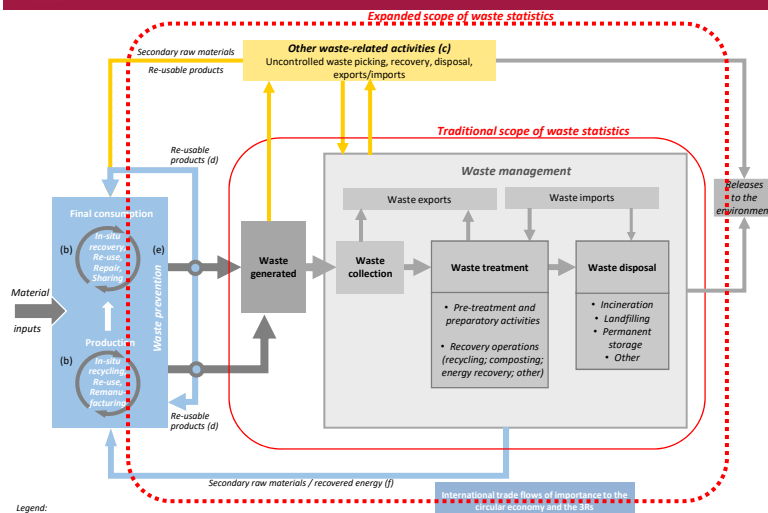 Expanded scope of waste statistics
Other waste-related activities (c)
Uncontrolled waste picking, recovery, disposal,
exports/imports
Secondary raw materials
Re-usable products
Traditional scope of waste statistics
Re-usable
products (d)
Waste management
Waste exports
Waste imports
Releases
to the
environment
Final consumption
(b)
In-situ
recovery,
Re-use,
Repair,
Sharing
(e)
Waste prevention
Waste
generated
Waste
collection
Waste treatment
Waste disposal
• Pre-treatment and
preparatory activities
• Recovery operations
(recycling; composting;
energy recovery; other)
• Incineration
• Landfilling
• Permanent
storage
• Other
Material
inputs
Production
(b)
In-situ
recycling,
Re-use,
Remanu-
facturing
Re-usable
products (d)
Secondary raw materials / recovered energy (f)
International trade flows of importance to the
circular economy and the 3Rs
Legend: